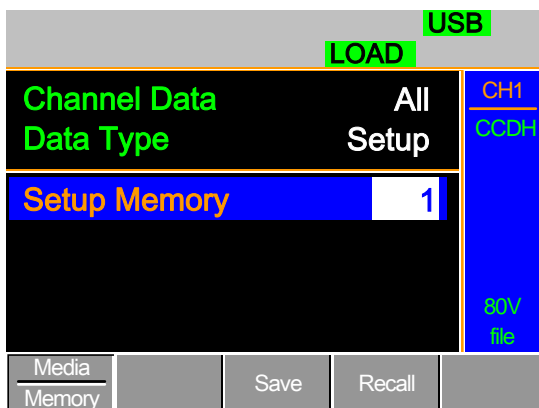 USB
LOAD
Channel Data All
Data Type Setup
Setup Memory 1
CH1
CCDH
80V
file
Media
Memory
Save
Recall